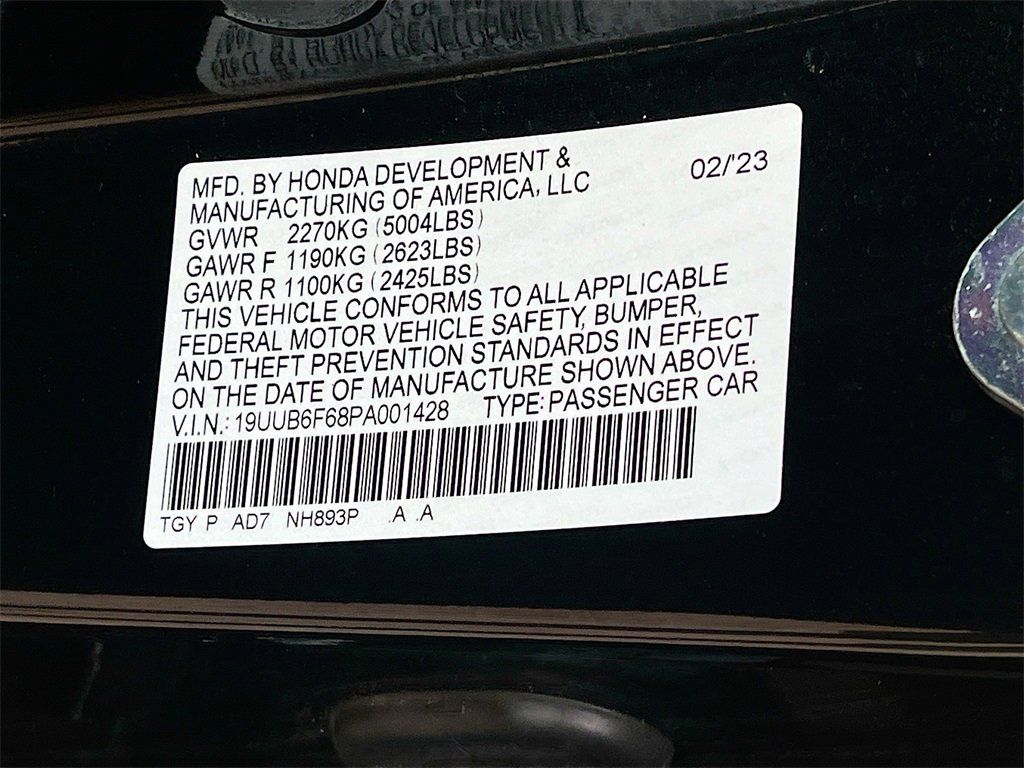 MFD. BY HONDA DEVELOPMENT &
MANUFACTURING OF AMERICA, LLC
02/'23
GVWR 2270KG (5004LBS)
GAWR F 1190KG (2623LBS)
GAWR R 1100KG (2425LBS)
THIS VEHICLE CONFORMS TO ALL APPLICABLE
FEDERAL MOTOR VEHICLE SAFETY, BUMPER,
AND THEFT PREVENTION STANDARDS IN EFFECT
ON THE DATE OF MANUFACTURE SHOWN ABOVE.
V.I.N.: 19UUB6F68PA001428 TYPE: PASSENGER CAR
TGY P AD7 NH893P .A .A